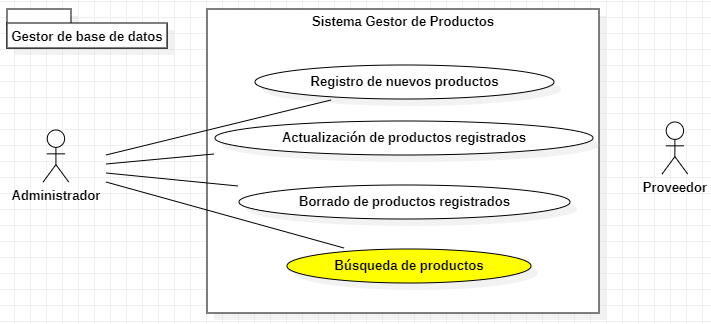 Sistema Gestor de Productos
Gestor de base de datos
Registro de nuevos productos
Actualización de productos registrados
Administrador
Proveedor
Borrado de productos registrados
Búsqueda de productos